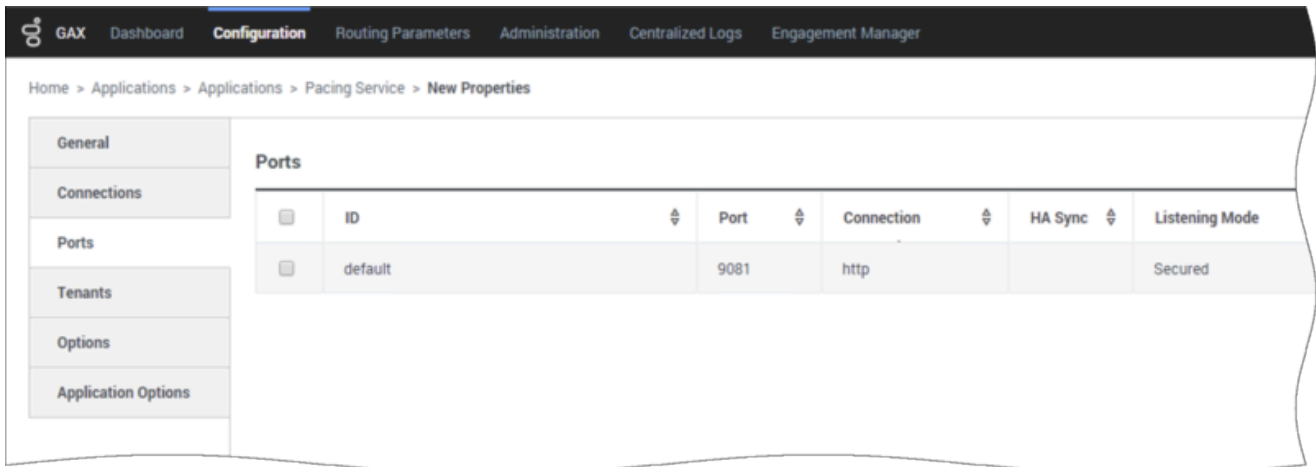 GAX Dashboard Configuration Routing Parameters Administration Centralized Logs Engagement Manager
Home > Applications > Applications > Pacing Service > New Properties
General
Connections
Ports
Tenants
Options
Application Options
Ports
ID Port Connection HA Sync Listening Mode
default 9081 http Secured